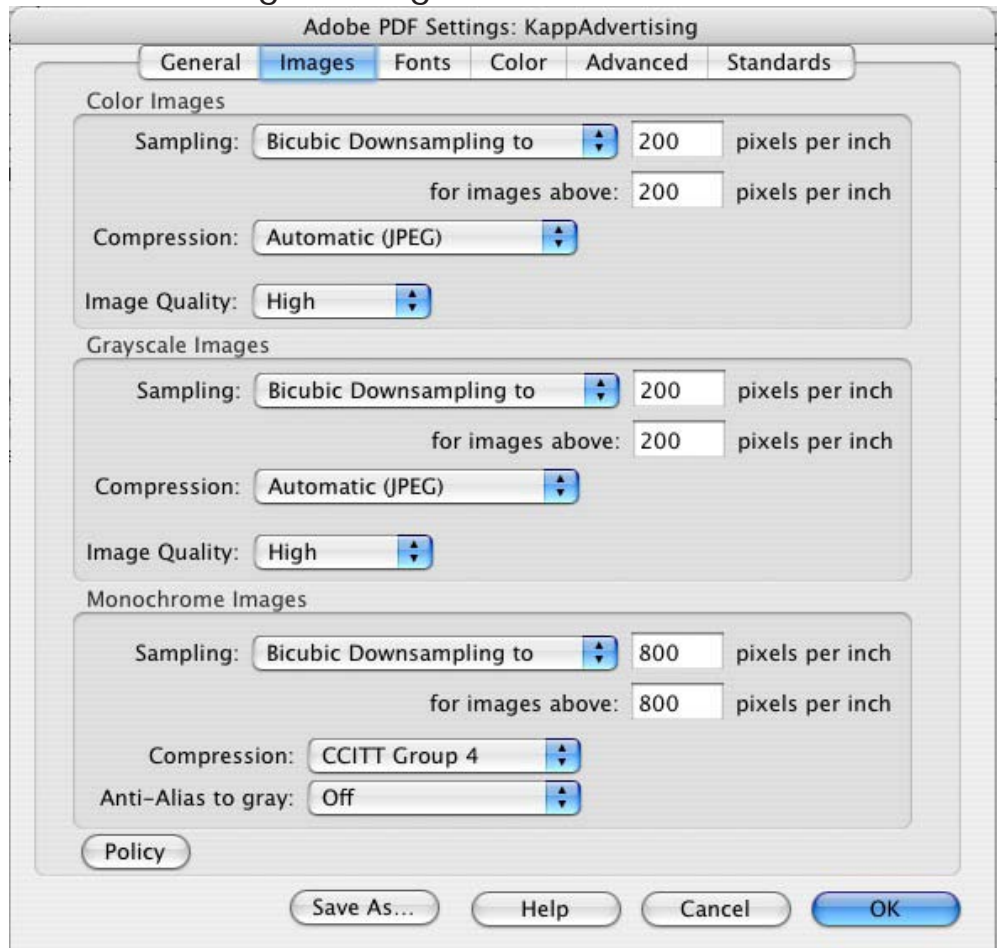 Adobe PDF Settings: KappAdvertising
General Images Fonts Color Advanced Standards
Color Images
Sampling: Bicubic Downsampling to 200 pixels per inch
for images above: 200 pixels per inch
Compression: Automatic (JPEG)
Image Quality: High
Grayscale Images
Sampling: Bicubic Downsampling to 200 pixels per inch
for images above: 200 pixels per inch
Compression: Automatic (JPEG)
Image Quality: High
Monochrome Images
Sampling: Bicubic Downsampling to 800 pixels per inch
for images above: 800 pixels per inch
Compression: CCITT Group 4
Anti-Alias to gray: Off
Policy
Save As... Help Cancel OK